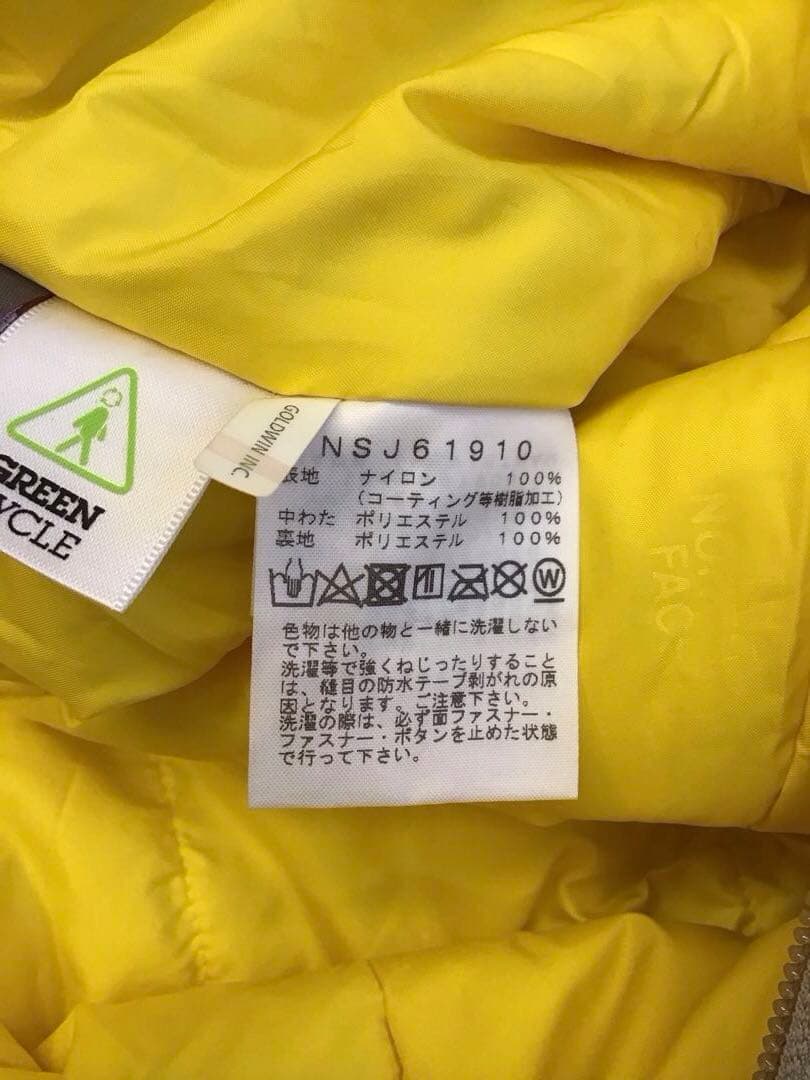 GREEN
YCLE
GOLDWIN INC.
NSJ61910
表地 ナイロン 100%
(コーティング等樹脂加工)
中わた ポリエステル 100%
裏地 ポリエステル 100%
W
色物は他の物と一緒に洗濯しない
で下さい。
洗濯等で強くねじったりすること
は、縫目の防水テープ剥がれの原
因となります。ご注意下さい。
洗濯の際は、必ず面ファスナー・
ファスナー・ボタンを止めた状態
で行って下さい。
NO
FAC